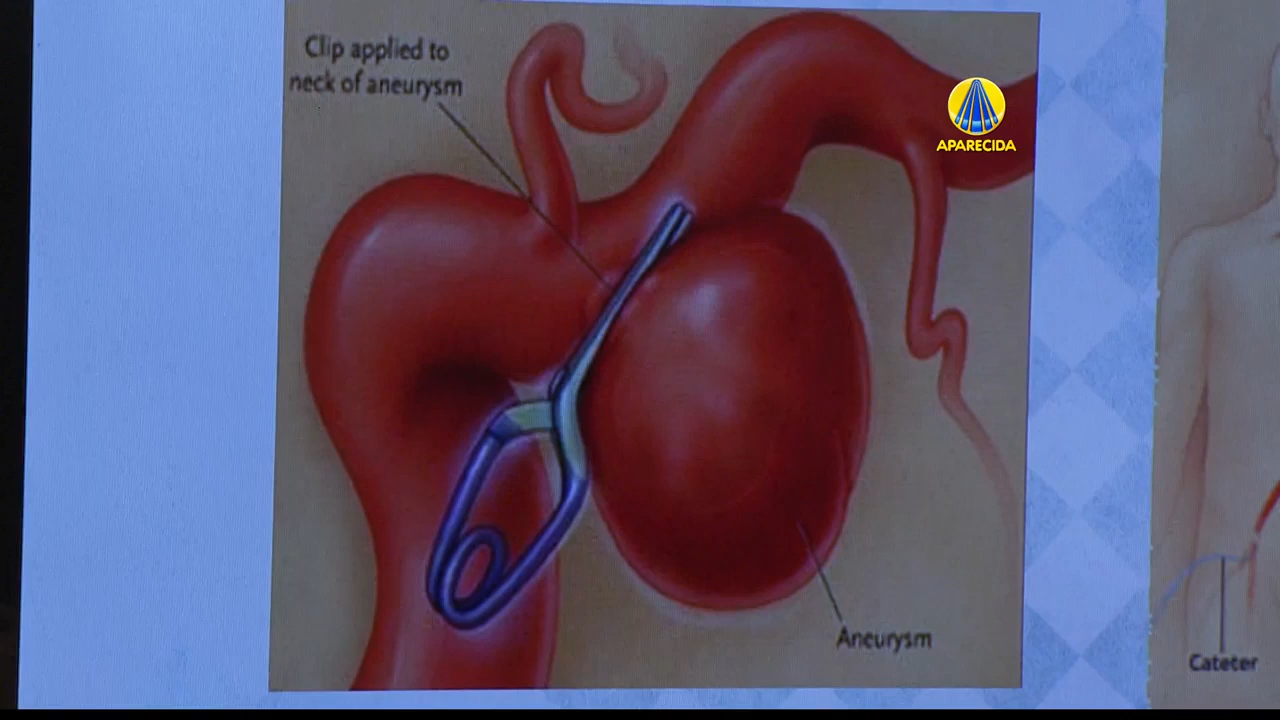 Clip applied to
neck of aneurysm
APARECIDA
Aneurysm
Cateter